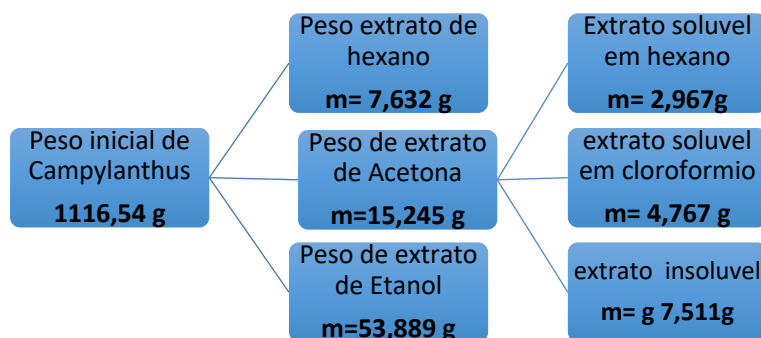 Peso inicial de
Campylanthus
1116,54 g
Peso extrato de
hexano
m= 7,632 g
Peso de extrato
de Acetona
m=15,245 g
Peso de extrato
de Etanol
m=53,889 g
Extrato soluvel
em hexano
m= 2,967g
extrato soluvel
em cloroformio
m= 4,767 g
extrato insoluvel
m= g 7,511g